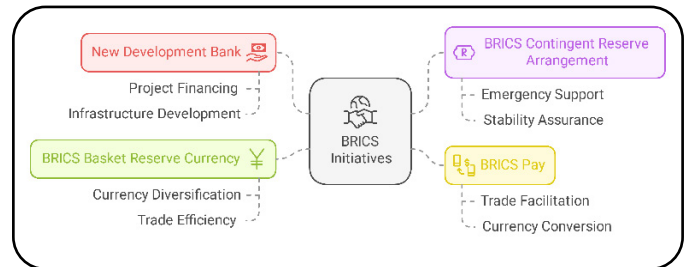 New Development Bank
Project Financing
Infrastructure Development
BRICS Basket Reserve Currency
Currency Diversification
Trade Efficiency
BRICS
Initiatives
BRICS Contingent Reserve
Arrangement
Emergency Support
Stability Assurance
BRICS Pay
Trade Facilitation
Currency Conversion